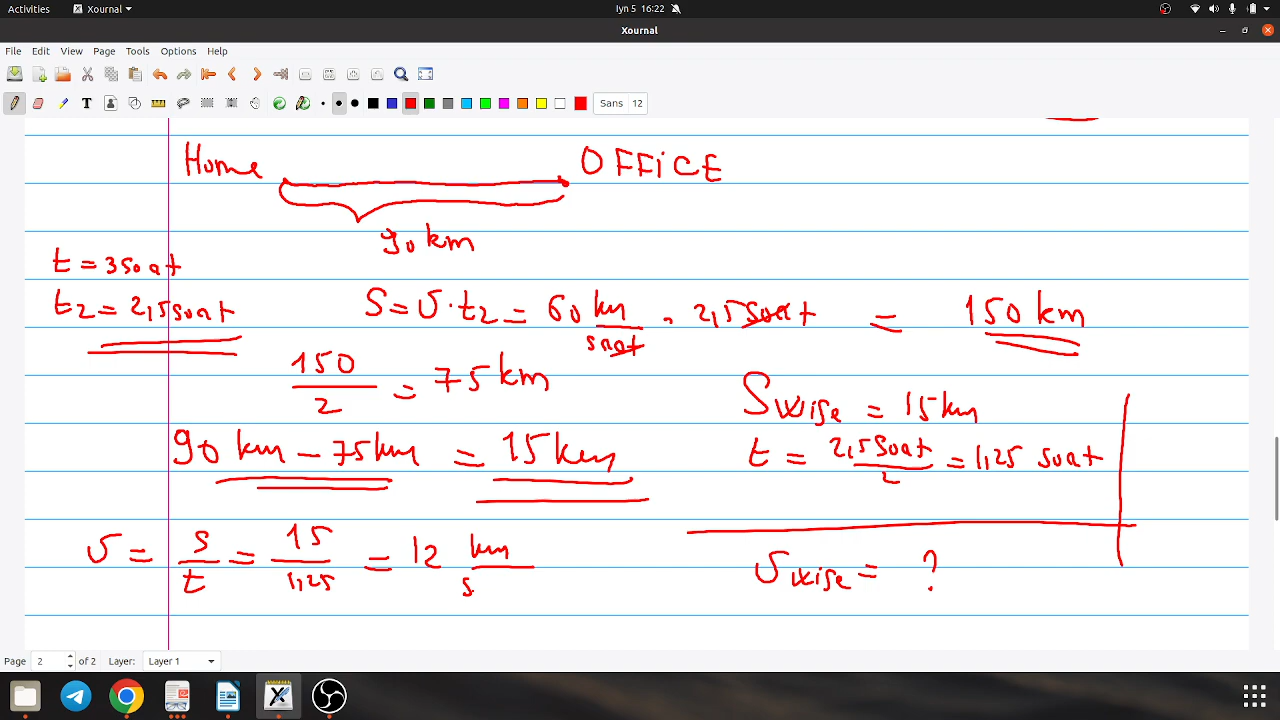 Activities Xournal Iyn 5 16:22
Xournal
File Edit View Page Tools Options Help
Sans 12
Home OFFiCE
90 km
t = 3 soat
t2 = 2,5 soat S = υ · t2 = 60 km/soat · 2,5 soat = 150 km
150/2 = 75 km
Swife = 15 km
90 km - 75 km = 15 km
t = 2,5 soat/2 = 1,25 soat
υ = s/t = 15/1,25 = 12 km/s
υwife = ?
Page 2 of 2 Layer: Layer 1